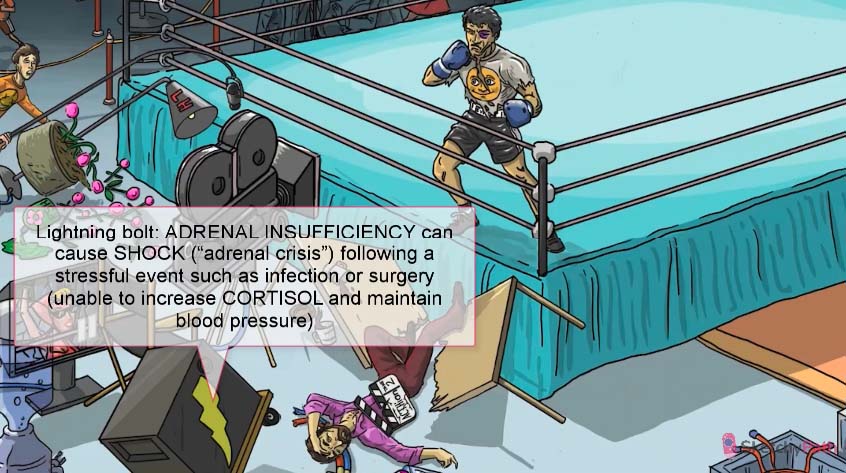 Lightning bolt: ADRENAL INSUFFICIENCY can
cause SHOCK (“adrenal crisis”) following a
stressful event such as infection or surgery
(unable to increase CORTISOL and maintain
blood pressure)